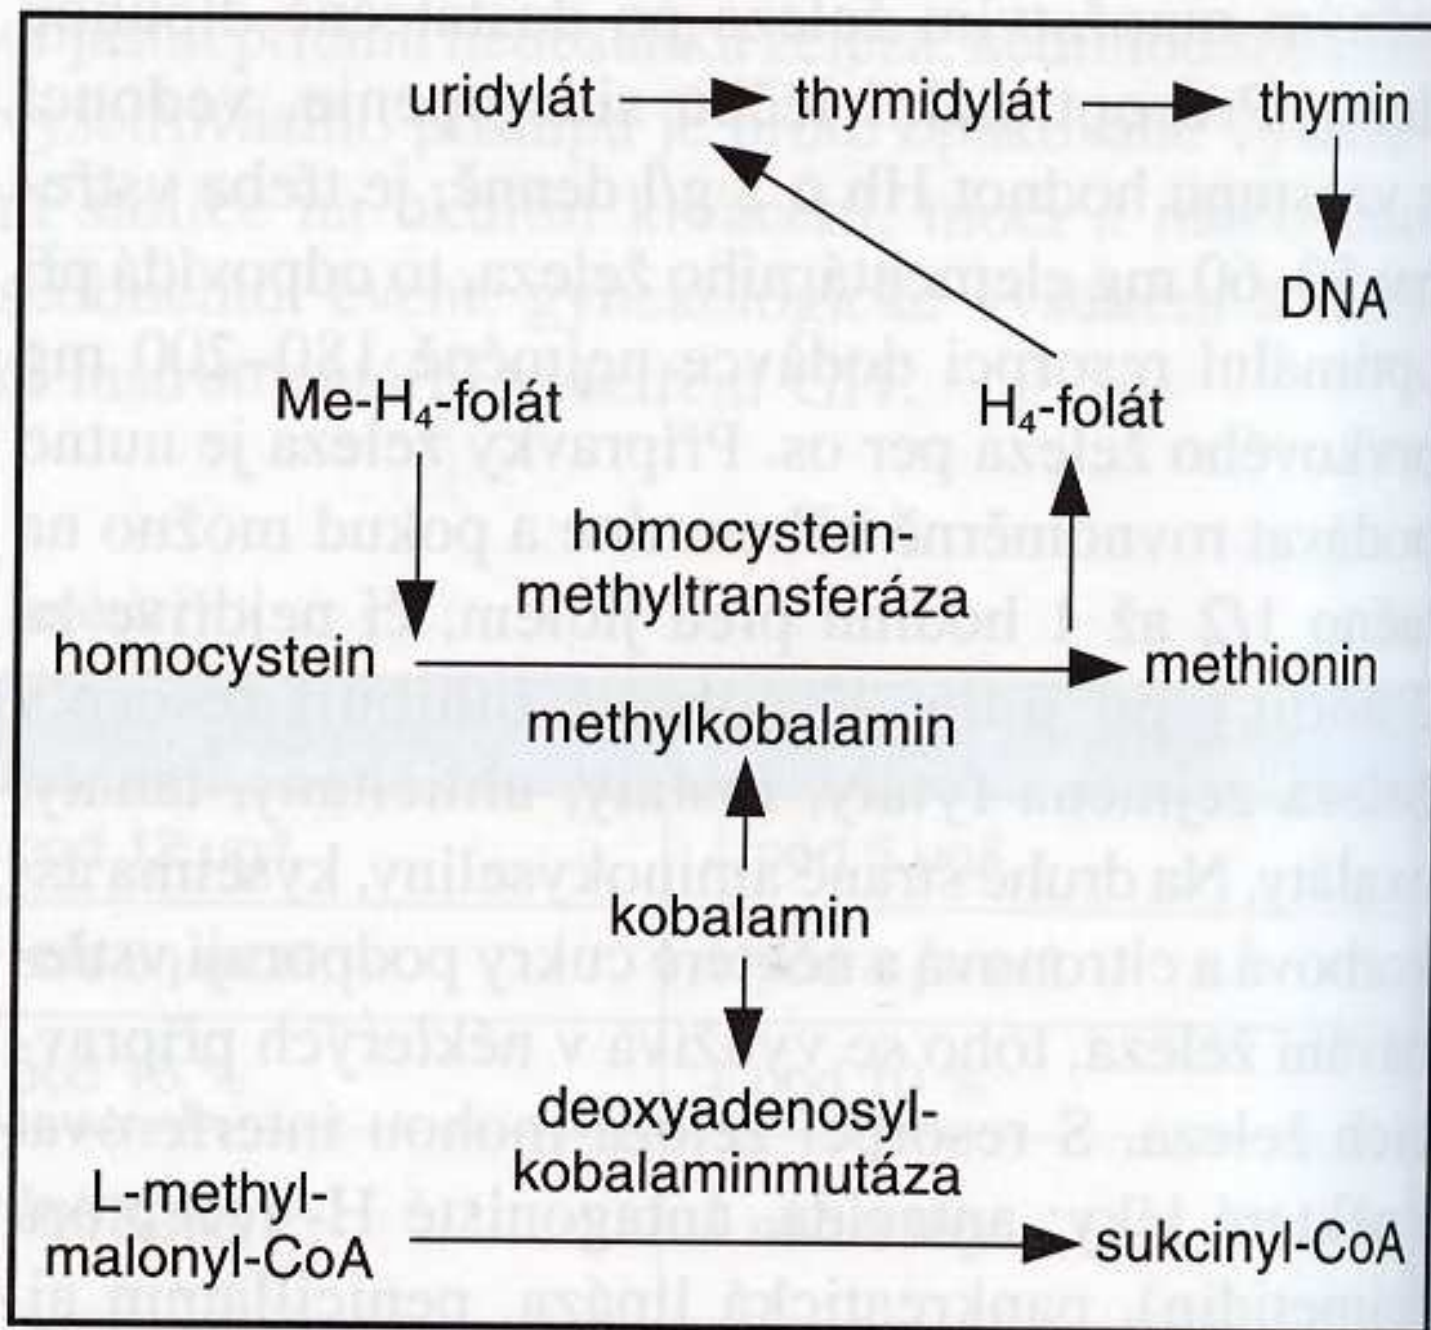 uridylát thymidylát thymin
DNA
Me-H₄-folát H₄-folát
homocystein-
methyltransferáza
homocystein methionin
methylkobalamin
kobalamin
deoxyadenosyl-
kobalaminmutáza
L-methyl-
malonyl-CoA sukcinyl-CoA